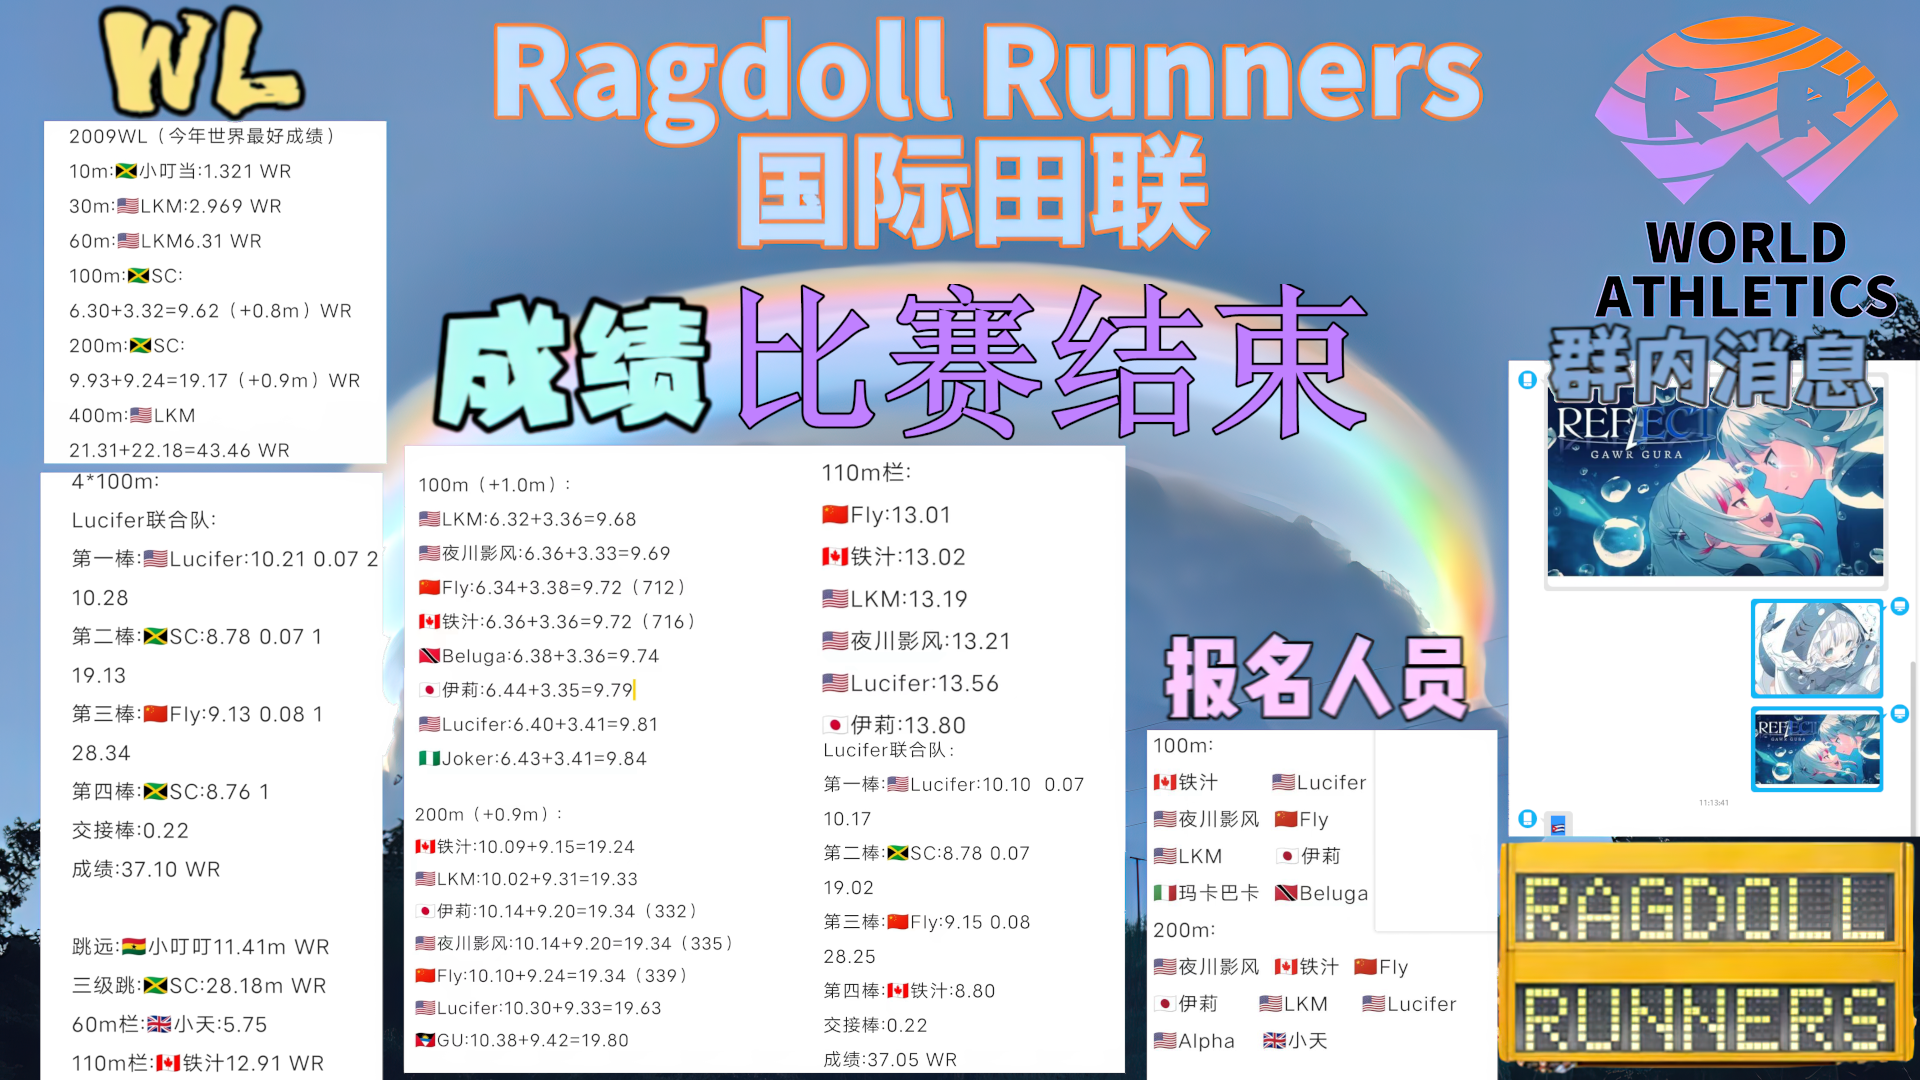 WL
Ragdoll Runners
国际田联
RR
WORLD
ATHLETICS
2009WL（今年世界最好成绩）
10m:🇯🇲小叮当:1.321 WR
30m:🇺🇸LKM:2.969 WR
60m:🇺🇸LKM6.31 WR
100m:🇯🇲SC:
6.30+3.32=9.62（+0.8m）WR
200m:🇯🇲SC:
9.93+9.24=19.17（+0.9m）WR
400m:🇺🇸LKM
21.31+22.18=43.46 WR
4*100m:
Lucifer联合队:
第一棒:🇺🇸Lucifer:10.21 0.07 2
10.28
第二棒:🇯🇲SC:8.78 0.07 1
19.13
第三棒:🇨🇳Fly:9.13 0.08 1
28.34
第四棒:🇯🇲SC:8.76 1
交接棒:0.22
成绩:37.10 WR
跳远:🇬🇭小叮叮11.41m WR
三级跳:🇯🇲SC:28.18m WR
60m栏:🇬🇧小天:5.75
110m栏:🇨🇦铁汁12.91 WR
成绩比赛结束
100m（+1.0m）:
🇺🇸LKM:6.32+3.36=9.68
🇺🇸夜川影风:6.36+3.33=9.69
🇨🇳Fly:6.34+3.38=9.72（712）
🇨🇦铁汁:6.36+3.36=9.72（716）
🇹🇹Beluga:6.38+3.36=9.74
🇯🇵伊莉:6.44+3.35=9.79
🇺🇸Lucifer:6.40+3.41=9.81
🇳🇬Joker:6.43+3.41=9.84
200m（+0.9m）:
🇨🇦铁汁:10.09+9.15=19.24
🇺🇸LKM:10.02+9.31=19.33
🇯🇵伊莉:10.14+9.20=19.34（332）
🇺🇸夜川影风:10.14+9.20=19.34（335）
🇨🇳Fly:10.10+9.24=19.34（339）
🇺🇸Lucifer:10.30+9.33=19.63
🇦🇬GU:10.38+9.42=19.80
110m栏:
🇨🇳Fly:13.01
🇨🇦铁汁:13.02
🇺🇸LKM:13.19
🇺🇸夜川影风:13.21
🇺🇸Lucifer:13.56
🇯🇵伊莉:13.80
Lucifer联合队:
第一棒:🇺🇸Lucifer:10.10 0.07
10.17
第二棒:🇯🇲SC:8.78 0.07
19.02
第三棒:🇨🇳Fly:9.15 0.08
28.25
第四棒:🇨🇦铁汁:8.80
交接棒:0.22
成绩:37.05 WR
报名人员
100m:
🇨🇦铁汁 🇺🇸Lucifer
🇺🇸夜川影风 🇨🇳Fly
🇺🇸LKM 🇯🇵伊莉
🇮🇹玛卡巴卡 🇹🇹Beluga
200m:
🇺🇸夜川影风 🇨🇦铁汁 🇨🇳Fly
🇯🇵伊莉 🇺🇸LKM 🇺🇸Lucifer
🇺🇸Alpha 🇬🇧小天
群内消息
REFLECT
GAWR GURA
REFLECT
GAWR GURA
11:13:41
RAGDOLL
RUNNERS